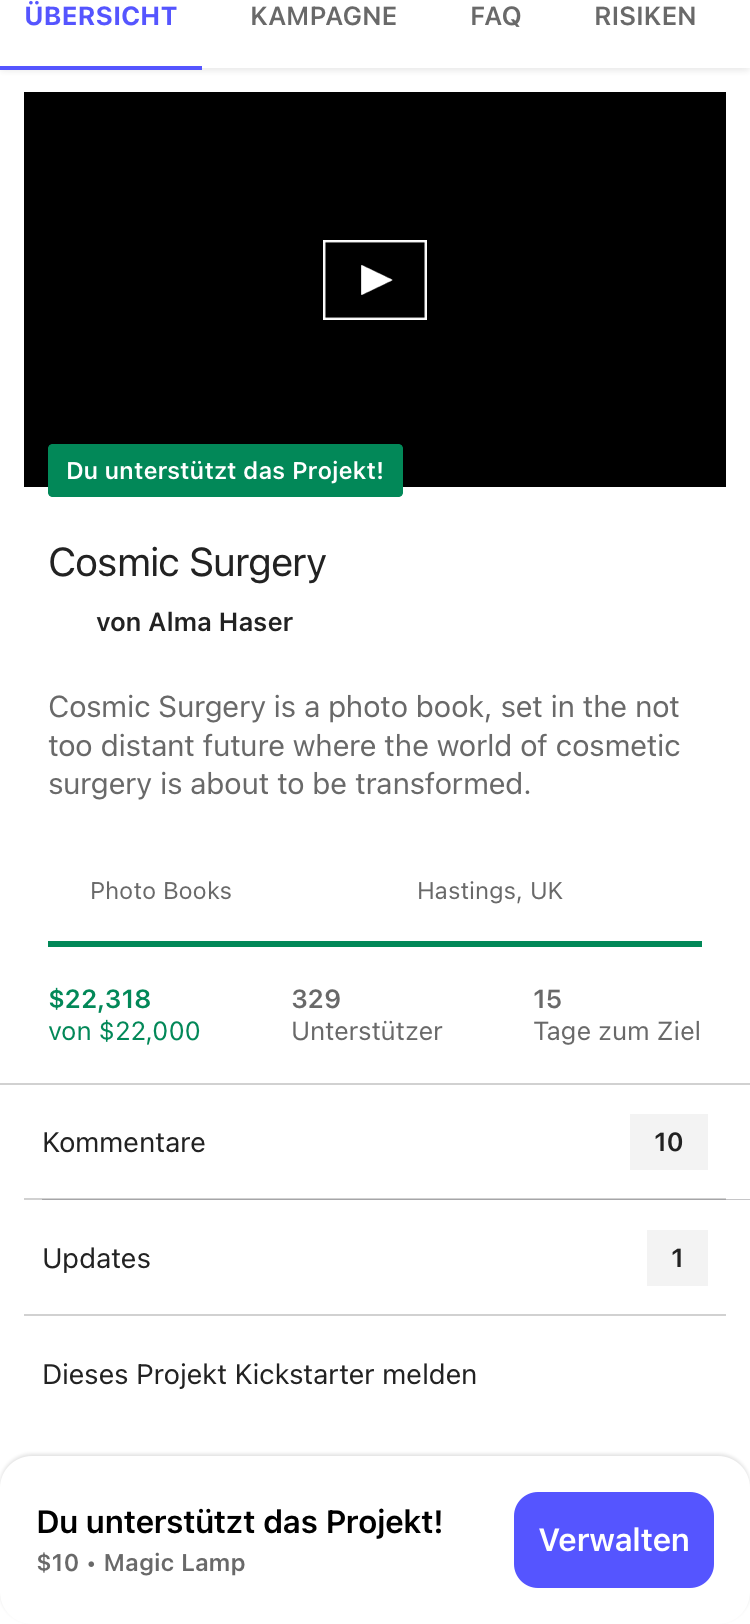 ÜBERSICHT KAMPAGNE FAQ RISIKEN
Du unterstützt das Projekt!
Cosmic Surgery
von Alma Haser
Cosmic Surgery is a photo book, set in the not
too distant future where the world of cosmetic
surgery is about to be transformed.
Photo Books Hastings, UK
$22,318 329 15
von $22,000 Unterstützer Tage zum Ziel
Kommentare 10
Updates 1
Dieses Projekt Kickstarter melden
Du unterstützt das Projekt!
$10 • Magic Lamp
Verwalten